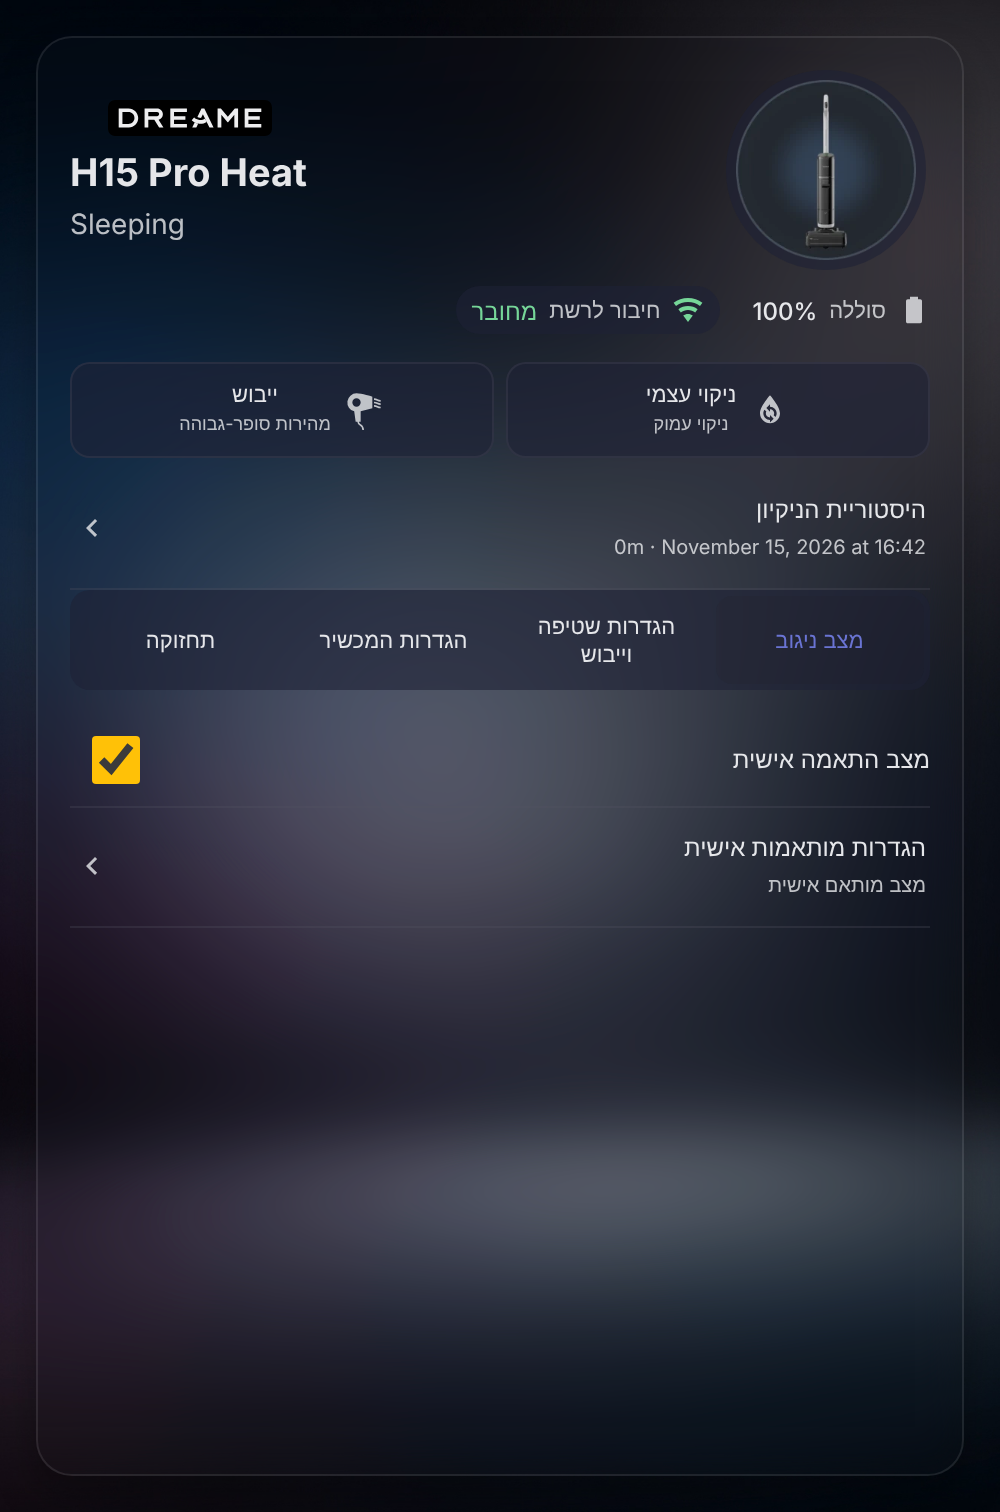 DREAME
H15 Pro Heat
Sleeping
סוללה 100%
חיבור לרשת מחובר
ניקוי עצמי
ניקוי עמוק
ייבוש
מהירות סופר-גבוהה
היסטוריית הניקיון
0m · November 15, 2026 at 16:42
מצב ניגוב
הגדרות שטיפה
וייבוש
הגדרות המכשיר
תחזוקה
מצב התאמה אישית
הגדרות מותאמות אישית
מצב מותאם אישית